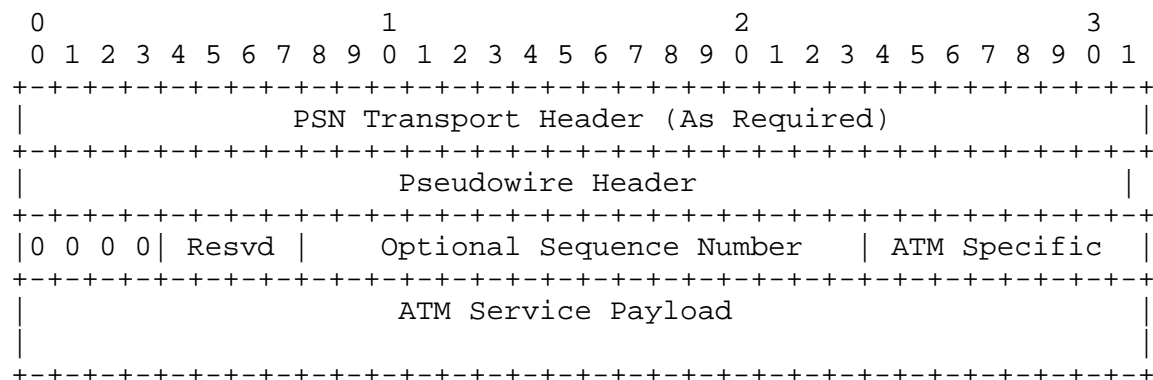 0                   1                   2                   3
 0 1 2 3 4 5 6 7 8 9 0 1 2 3 4 5 6 7 8 9 0 1 2 3 4 5 6 7 8 9 0 1
+-+-+-+-+-+-+-+-+-+-+-+-+-+-+-+-+-+-+-+-+-+-+-+-+-+-+-+-+-+-+-+-+
|               PSN Transport Header (As Required)              |
+-+-+-+-+-+-+-+-+-+-+-+-+-+-+-+-+-+-+-+-+-+-+-+-+-+-+-+-+-+-+-+-+
|                     Pseudowire Header                        |
+-+-+-+-+-+-+-+-+-+-+-+-+-+-+-+-+-+-+-+-+-+-+-+-+-+-+-+-+-+-+-+-+
|0 0 0 0| Resvd |    Optional Sequence Number   | ATM Specific  |
+-+-+-+-+-+-+-+-+-+-+-+-+-+-+-+-+-+-+-+-+-+-+-+-+-+-+-+-+-+-+-+-+
|                     ATM Service Payload                       |
|                                                               |
+-+-+-+-+-+-+-+-+-+-+-+-+-+-+-+-+-+-+-+-+-+-+-+-+-+-+-+-+-+-+-+-+